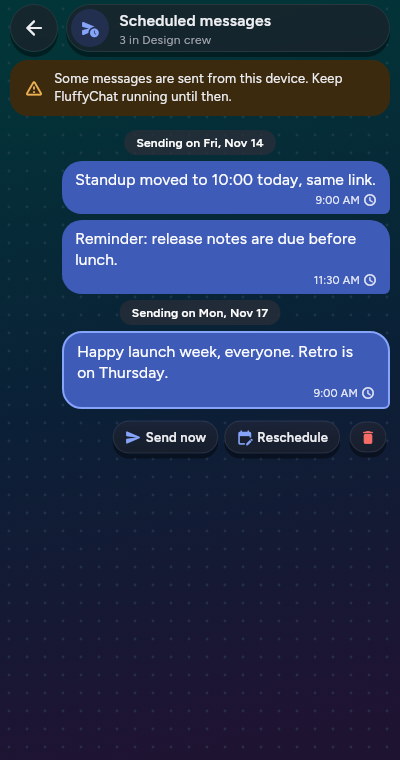 Scheduled messages
3 in Design crew
Some messages are sent from this device. Keep
FluffyChat running until then.
Sending on Fri, Nov 14
Standup moved to 10:00 today, same link.
9:00 AM
Reminder: release notes are due before
lunch.
11:30 AM
Sending on Mon, Nov 17
Happy launch week, everyone. Retro is
on Thursday.
9:00 AM
Send now
Reschedule